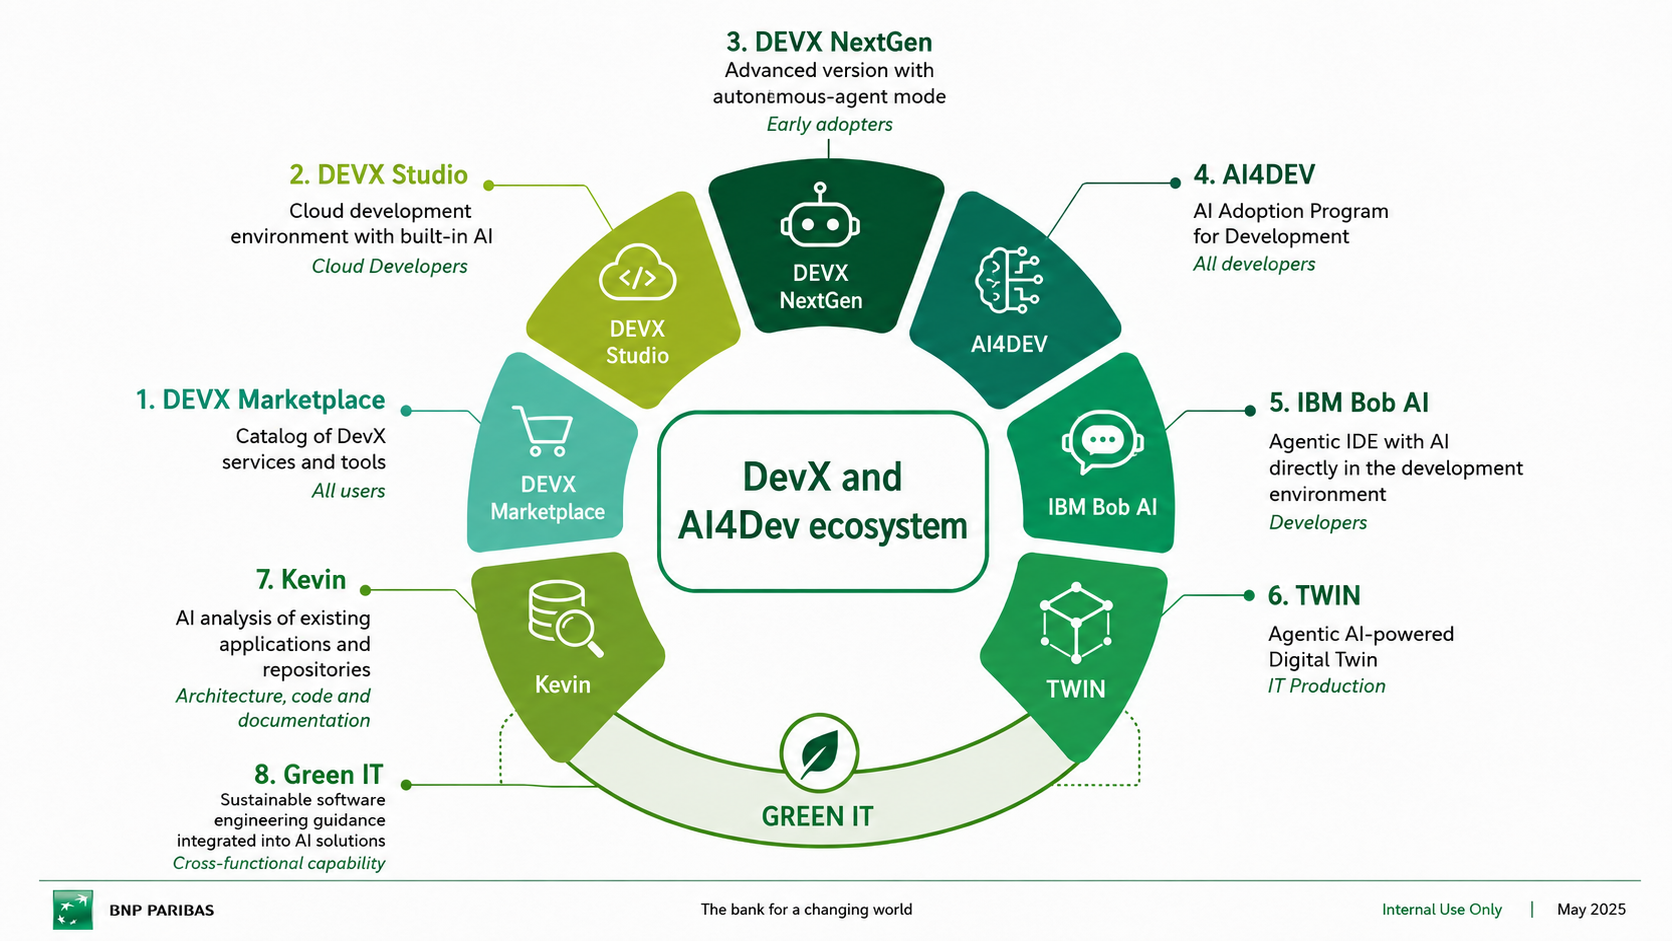 3. DEVX NextGen
Advanced version with
autonomous-agent mode
Early adopters
2. DEVX Studio
Cloud development
environment with built-in AI
Cloud Developers
4. AI4DEV
AI Adoption Program
for Development
All developers
DEVX
NextGen
DEVX
Studio
AI4DEV
1. DEVX Marketplace
Catalog of DevX
services and tools
All users
DEVX
Marketplace
DevX and
AI4Dev ecosystem
IBM Bob AI
5. IBM Bob AI
Agentic IDE with AI
directly in the development
environment
Developers
7. Kevin
AI analysis of existing
applications and
repositories
Architecture, code and
documentation
Kevin
TWIN
6. TWIN
Agentic AI-powered
Digital Twin
IT Production
8. Green IT
Sustainable software
engineering guidance
integrated into AI solutions
Cross-functional capability
GREEN IT
BNP PARIBAS
The bank for a changing world
Internal Use Only | May 2025